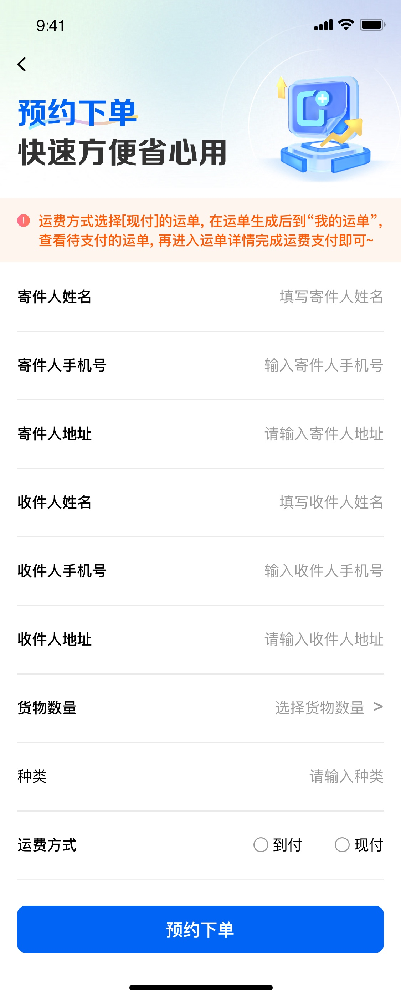 9:41
预约下单
快速方便省心用
运费方式选择[现付]的运单, 在运单生成后到“我的运单”,
查看待支付的运单, 再进入运单详情完成运费支付即可~
寄件人姓名 填写寄件人姓名
寄件人手机号 输入寄件人手机号
寄件人地址 请输入寄件人地址
收件人姓名 填写收件人姓名
收件人手机号 输入收件人手机号
收件人地址 请输入收件人地址
货物数量 选择货物数量 >
种类 请输入种类
运费方式 到付 现付
预约下单